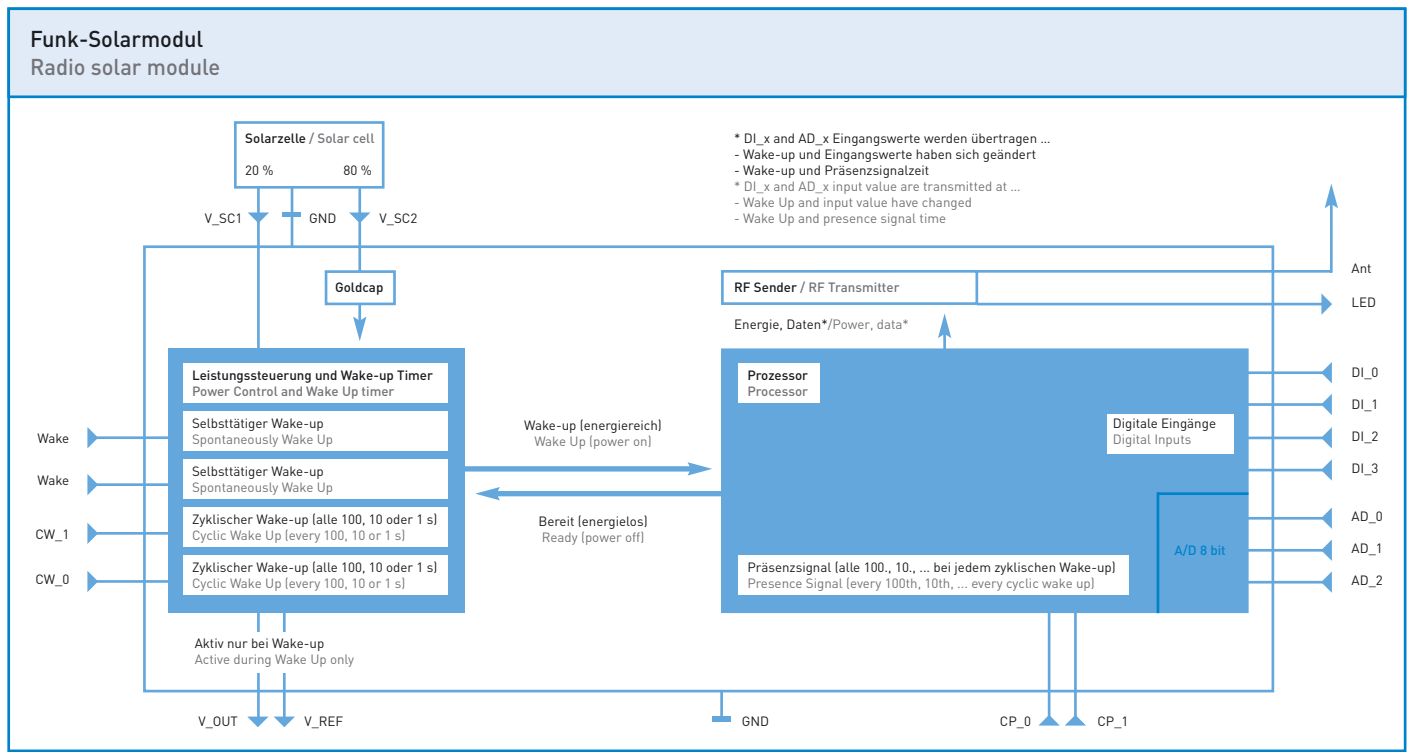 Funk-Solarmodul
Radio solar module
Solarzelle / Solar cell
20 % 80 %
V_SC1 GND V_SC2
* DI_x and AD_x Eingangswerte werden übertragen ...
- Wake-up und Eingangswerte haben sich geändert
- Wake-up und Präsenzsignalzeit
* DI_x and AD_x input value are transmitted at ...
- Wake Up and input value have changed
- Wake Up and presence signal time
Goldcap
RF Sender / RF Transmitter
Ant
LED
Energie, Daten*/Power, data*
Leistungssteuerung und Wake-up Timer
Power Control and Wake Up timer
Selbsttätiger Wake-up
Spontaneously Wake Up
Selbsttätiger Wake-up
Spontaneously Wake Up
Zyklischer Wake-up (alle 100, 10 oder 1 s)
Cyclic Wake Up (every 100, 10 or 1 s)
Zyklischer Wake-up (alle 100, 10 oder 1 s)
Cyclic Wake Up (every 100, 10 or 1 s)
Wake
Wake
CW_1
CW_0
Wake-up (energiereich)
Wake Up (power on)
Bereit (energielos)
Ready (power off)
Prozessor
Processor
Digitale Eingänge
Digital Inputs
A/D 8 bit
Präsenzsignal (alle 100., 10., ... bei jedem zyklischen Wake-up)
Presence Signal (every 100th, 10th, ... every cyclic wake up)
DI_0
DI_1
DI_2
DI_3
AD_0
AD_1
AD_2
Aktiv nur bei Wake-up
Active during Wake Up only
V_OUT V_REF
GND
CP_0 CP_1